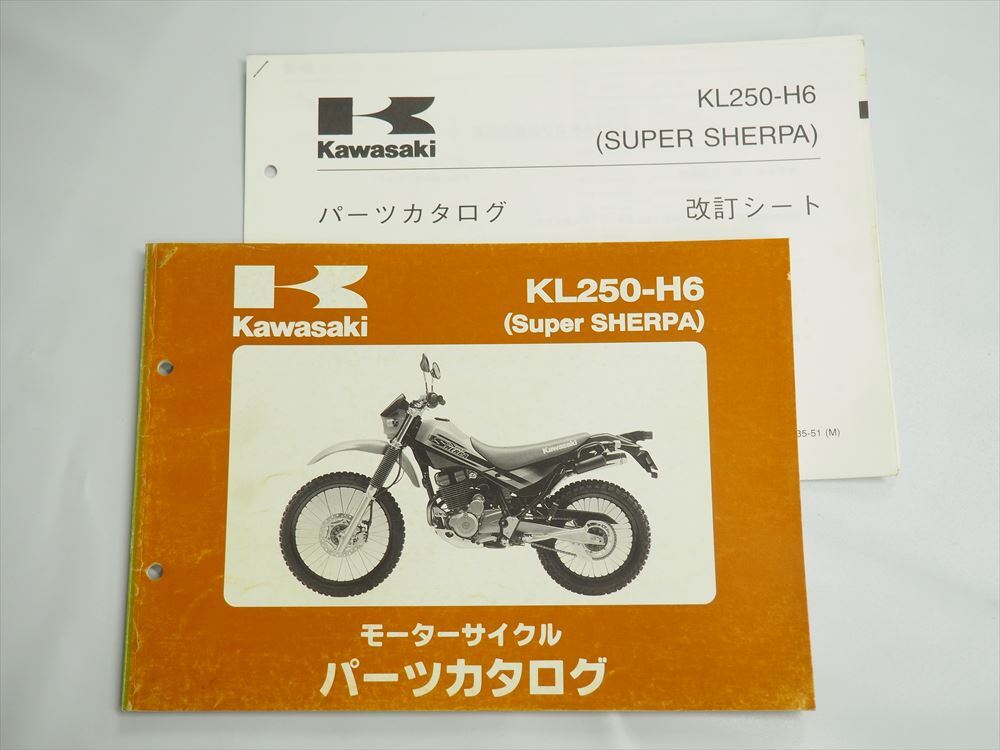 Kawasaki
KL250-H6
(SUPER SHERPA)
パーツカタログ 改訂シート
35-51 (M)
Kawasaki
KL250-H6
(Super SHERPA)
Kawasaki
モーターサイクル
パーツカタログ